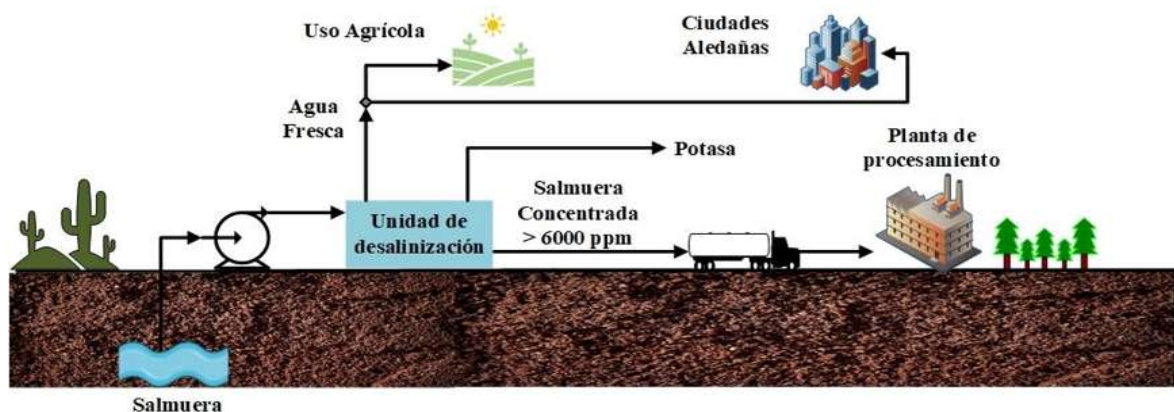 Uso Agrícola
Ciudades
Aledañas
Agua
Fresca
Potasa
Planta de
procesamiento
Unidad de
desalinización
Salmuera
Concentrada
> 6000 ppm
Salmuera